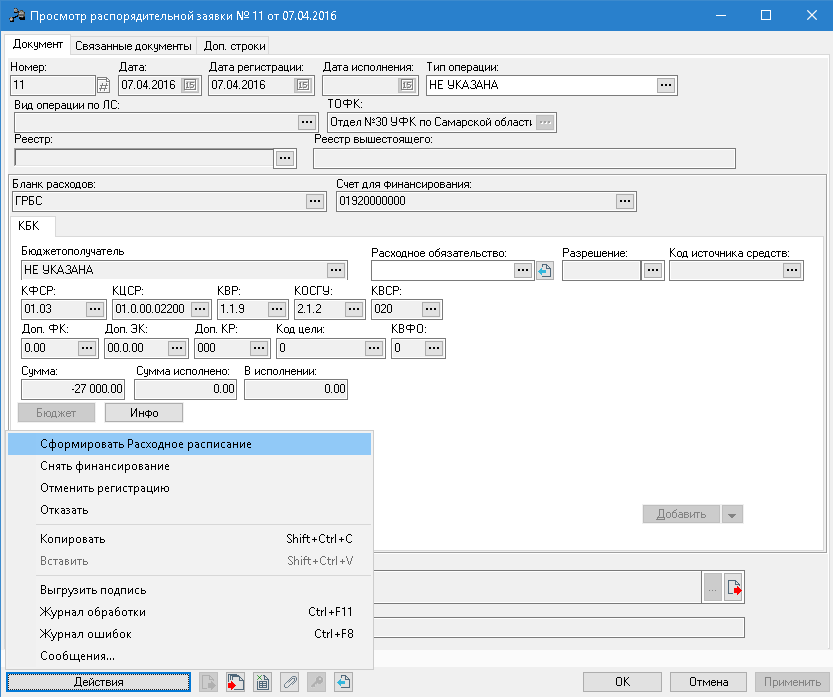 Просмотр распорядительной заявки № 11 от 07.04.2016
Документ Связанные документы Доп. строки
Номер: Дата: Дата регистрации: Дата исполнения: Тип операции:
11 07.04.2016 07.04.2016 НЕ УКАЗАНА
Вид операции по ЛС: ТОФК:
Отдел №30 УФК по Самарской области
Реестр: Реестр вышестоящего:
Бланк расходов: Счет для финансирования:
ГРБС 01920000000
КБК
Бюджетополучатель Расходное обязательство: Разрешение: Код источника средств:
НЕ УКАЗАНА
КФСР: КЦСР: КВР: КОСГУ: КВСР:
01.03 01.0.00.02200 1.1.9 2.1.2 020
Доп. ФК: Доп. ЭК: Доп. КР: Код цели: КВФО:
0.00 00.0.00 000 0 0
Сумма: Сумма исполнено: В исполнении:
-27 000.00 0.00 0.00
Бюджет Инфо
Сформировать Расходное расписание
Снять финансирование
Отменить регистрацию
Отказать
Добавить
Копировать Shift+Ctrl+C
Вставить Shift+Ctrl+V
Выгрузить подпись
Журнал обработки Ctrl+F11
Журнал ошибок Ctrl+F8
Сообщения...
Действия ОК Отмена Применить